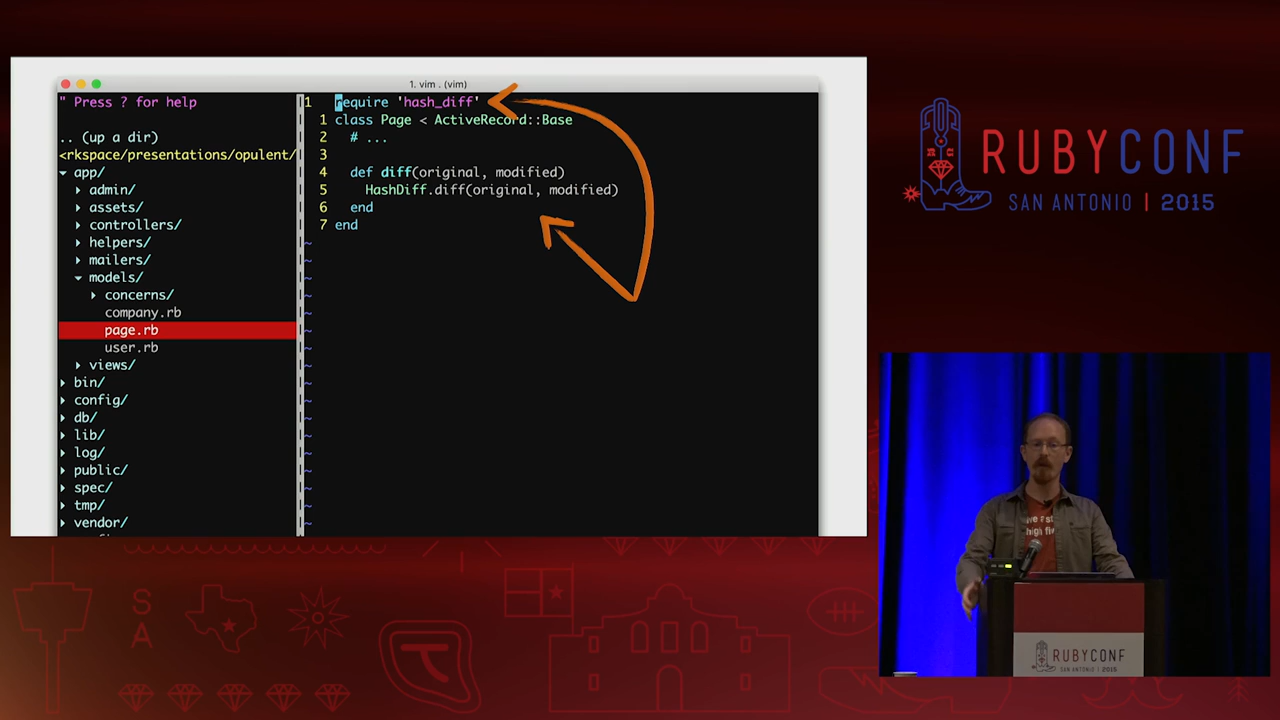 1. vim . (vim)
" Press ? for help
.. (up a dir)
<rkspace/presentations/opulent/
▾ app/
▸ admin/
▸ assets/
▸ controllers/
▸ helpers/
▸ mailers/
▾ models/
▸ concerns/
company.rb
page.rb
user.rb
▸ views/
▸ bin/
▸ config/
▸ db/
▸ lib/
▸ log/
▸ public/
▸ spec/
▸ tmp/
▸ vendor/
1 require 'hash_diff'
1 class Page < ActiveRecord::Base
2 # ...
3
4 def diff(original, modified)
5 HashDiff.diff(original, modified)
6 end
7 end
RUBYCONF
SAN ANTONIO | 2015
high
RUBYCONF
SAN ANTONIO | 2015
S
A